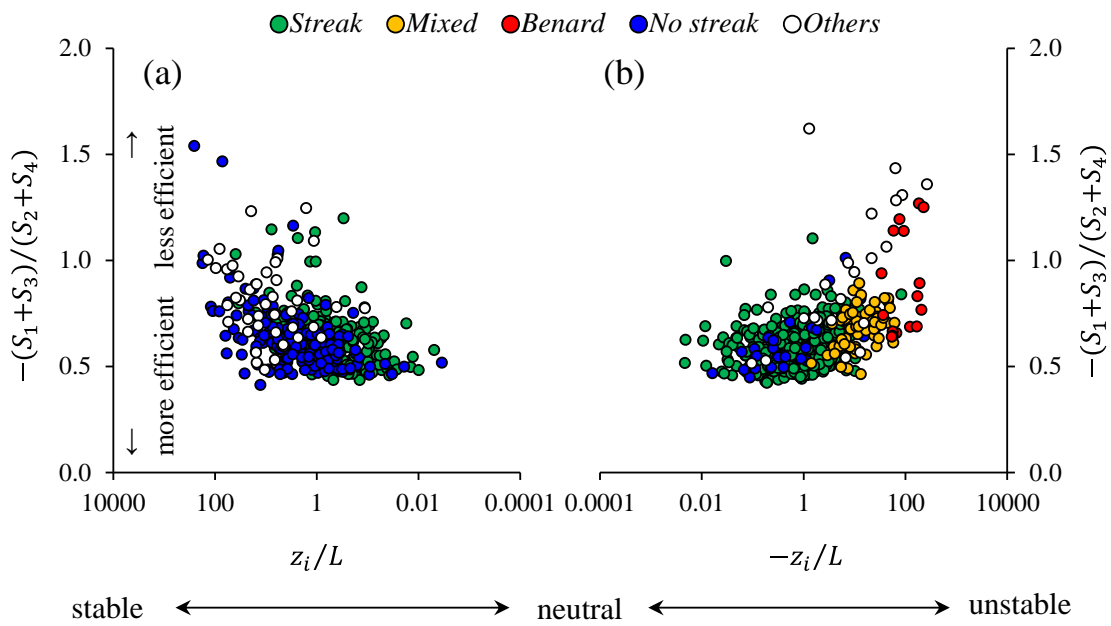 Streak Mixed Benard No streak Others
(a)
(b)
2.0
1.5
1.0
0.5
0.0
−(S₁+S₃)/(S₂+S₄)
↑
less efficient
more efficient
↓
2.0
1.5
1.0
0.5
0.0
−(S₁+S₃)/(S₂+S₄)
10000 100 1 0.01 0.0001
0.0001 0.01 1 100 10000
zᵢ/L
−zᵢ/L
stable neutral unstable